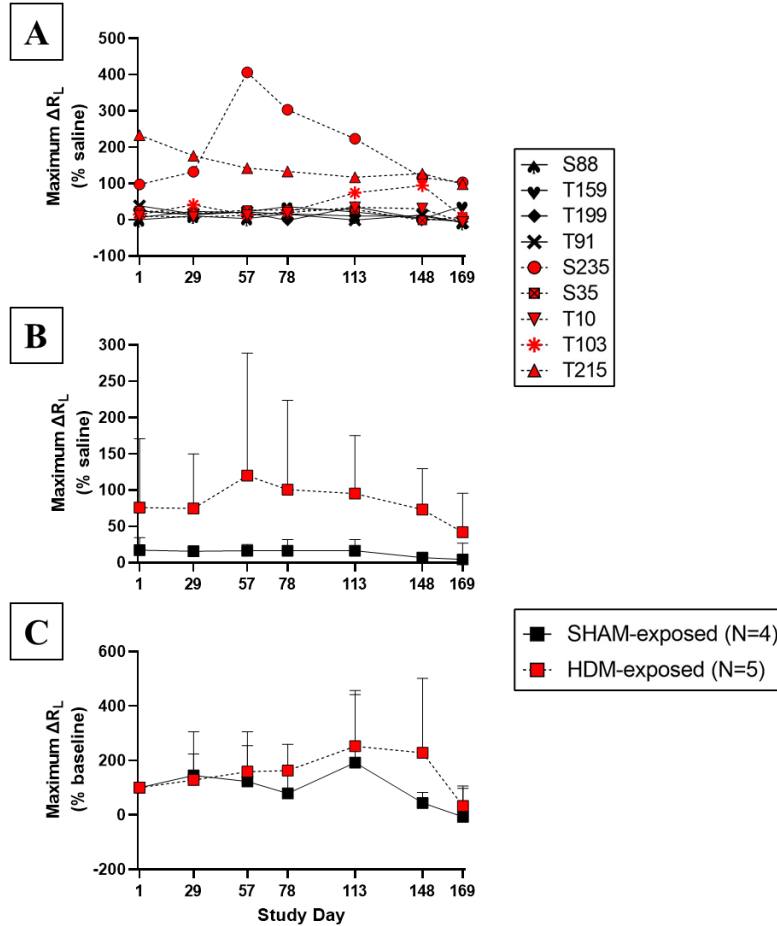 A
Maximum ΔR_L
(% saline)
500
400
300
200
100
0
-100
1 29 57 78 113 148 169
S88
T159
T199
T91
S235
S35
T10
T103
T215
B
Maximum ΔR_L
(% saline)
300
250
200
150
100
50
0
1 29 57 78 113 148 169
C
Maximum ΔR_L
(% baseline)
600
400
200
0
-200
1 29 57 78 113 148 169
Study Day
SHAM-exposed (N=4)
HDM-exposed (N=5)